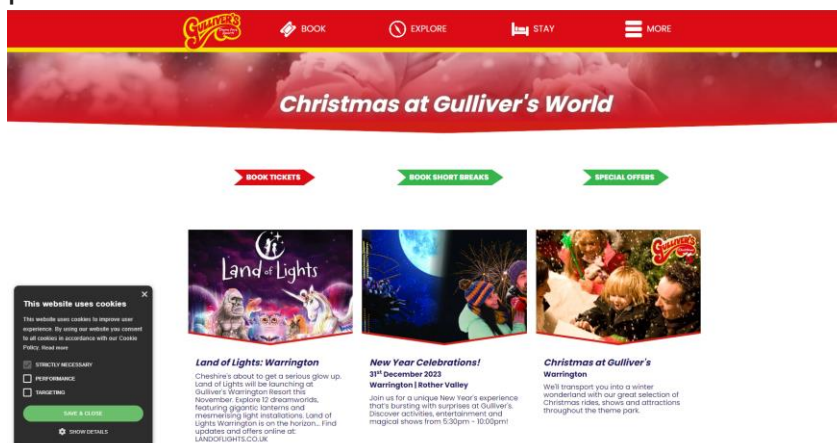 GULLIVER'S
BOOK
EXPLORE
STAY
MORE
Christmas at Gulliver's World
BOOK TICKETS
BOOK SHORT BREAKS
SPECIAL OFFERS
Land of Lights
GULLIVER'S
This website uses cookies
This website uses cookies to improve user
experience. By using our website you consent
to all cookies in accordance with our Cookie
Policy. Read more
STRICTLY NECESSARY
PERFORMANCE
TARGETING
SAVE & CLOSE
SHOW DETAILS
Land of Lights: Warrington
Cheshire's about to get a serious glow up.
Land of Lights will be launching at
Gulliver's Warrington Resort this
November. Explore 12 dreamworlds,
featuring gigantic lanterns and
mesmerising light installations. Land of
Lights Warrington is on the horizon... Find
updates and offers online at:
LANDOFLIGHTS.CO.UK
New Year Celebrations!
31st December 2023
Warrington | Rother Valley
Join us for a unique New Year's experience
that's bursting with surprises at Gulliver's.
Discover activities, entertainment and
magical shows from 5:30pm - 10:00pm!
Christmas at Gulliver's
Warrington
We'll transport you into a winter
wonderland with our great selection of
Christmas rides, shows and attractions
throughout the theme park.